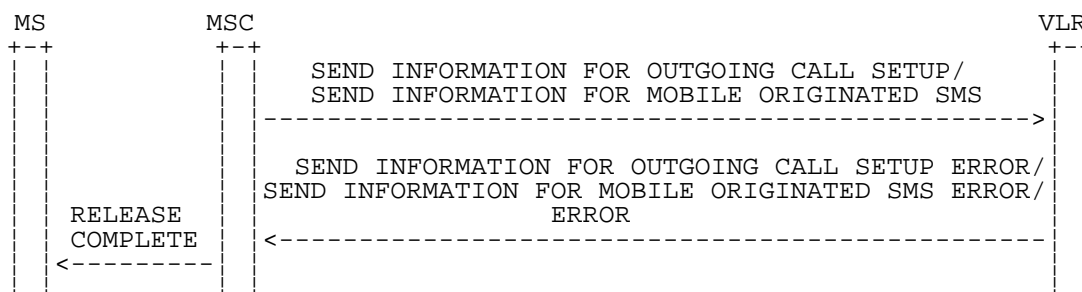 MS MSC VLR
SEND INFORMATION FOR OUTGOING CALL SETUP/
SEND INFORMATION FOR MOBILE ORIGINATED SMS
SEND INFORMATION FOR OUTGOING CALL SETUP ERROR/
SEND INFORMATION FOR MOBILE ORIGINATED SMS ERROR/
RELEASE ERROR
COMPLETE